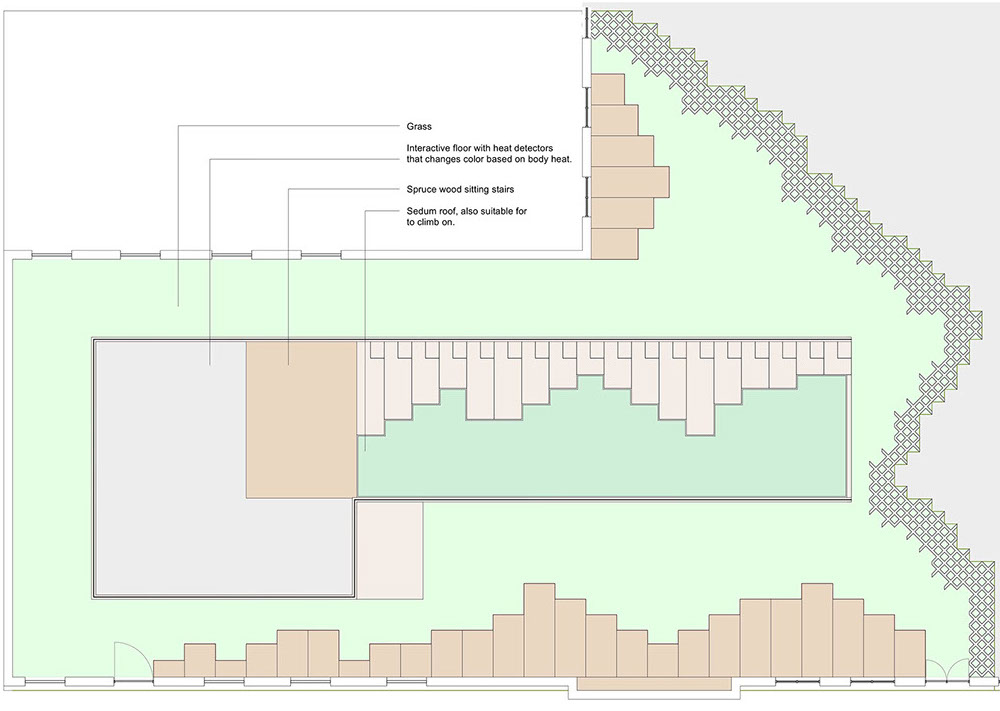 Grass
Interactive floor with heat detectors
that changes color based on body heat.
Spruce wood sitting stairs
Sedum roof, also suitable for
to climb on.